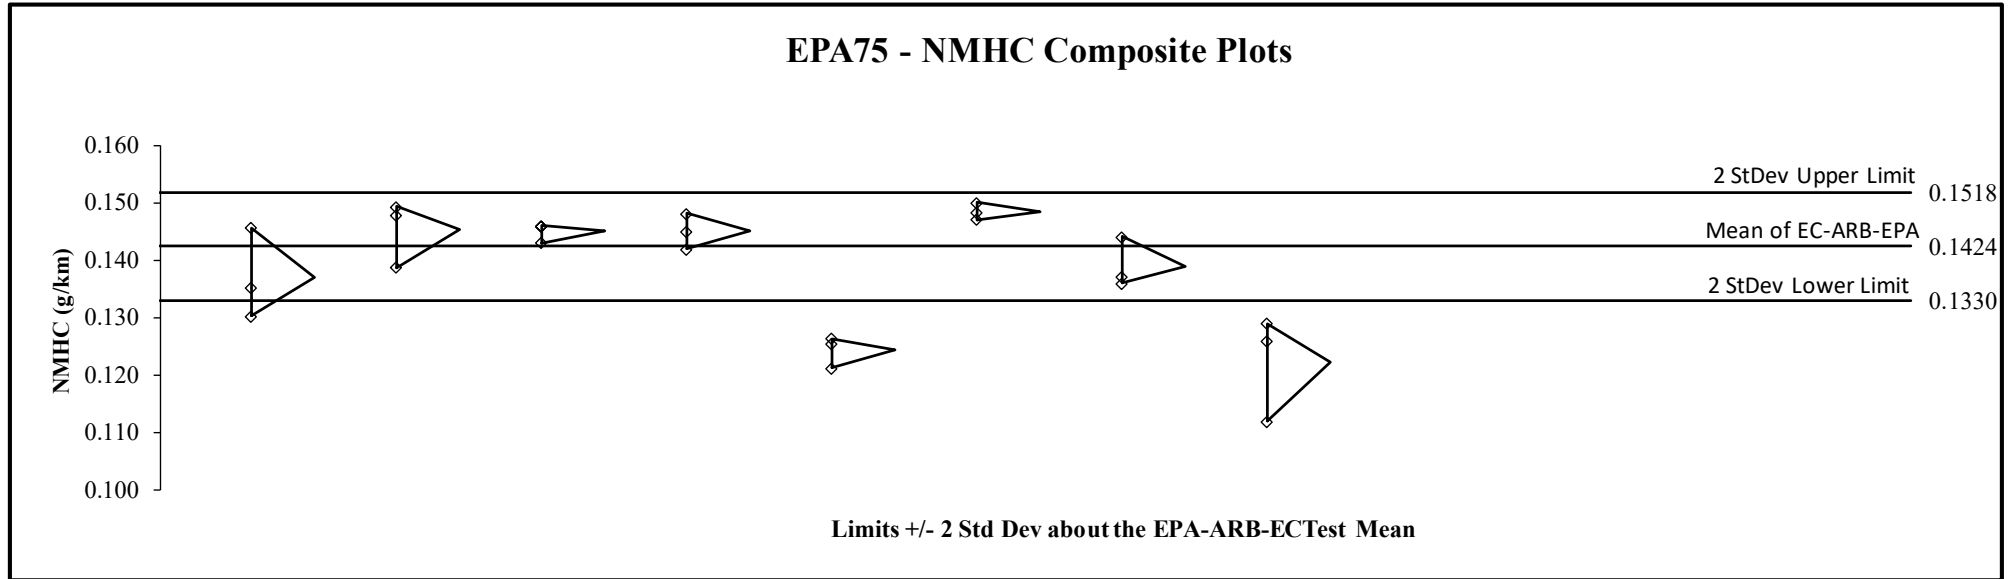 EPA75 - NMHC Composite Plots
0.160
2 StDev Upper Limit
0.150
0.1518
Mean of EC-ARB-EPA
0.1424
0.140
2 StDev Lower Limit
0.1330
0.130
NMHC (g/km)
0.120
0.110
0.100
Limits +/- 2 Std Dev about the EPA-ARB-ECTest Mean